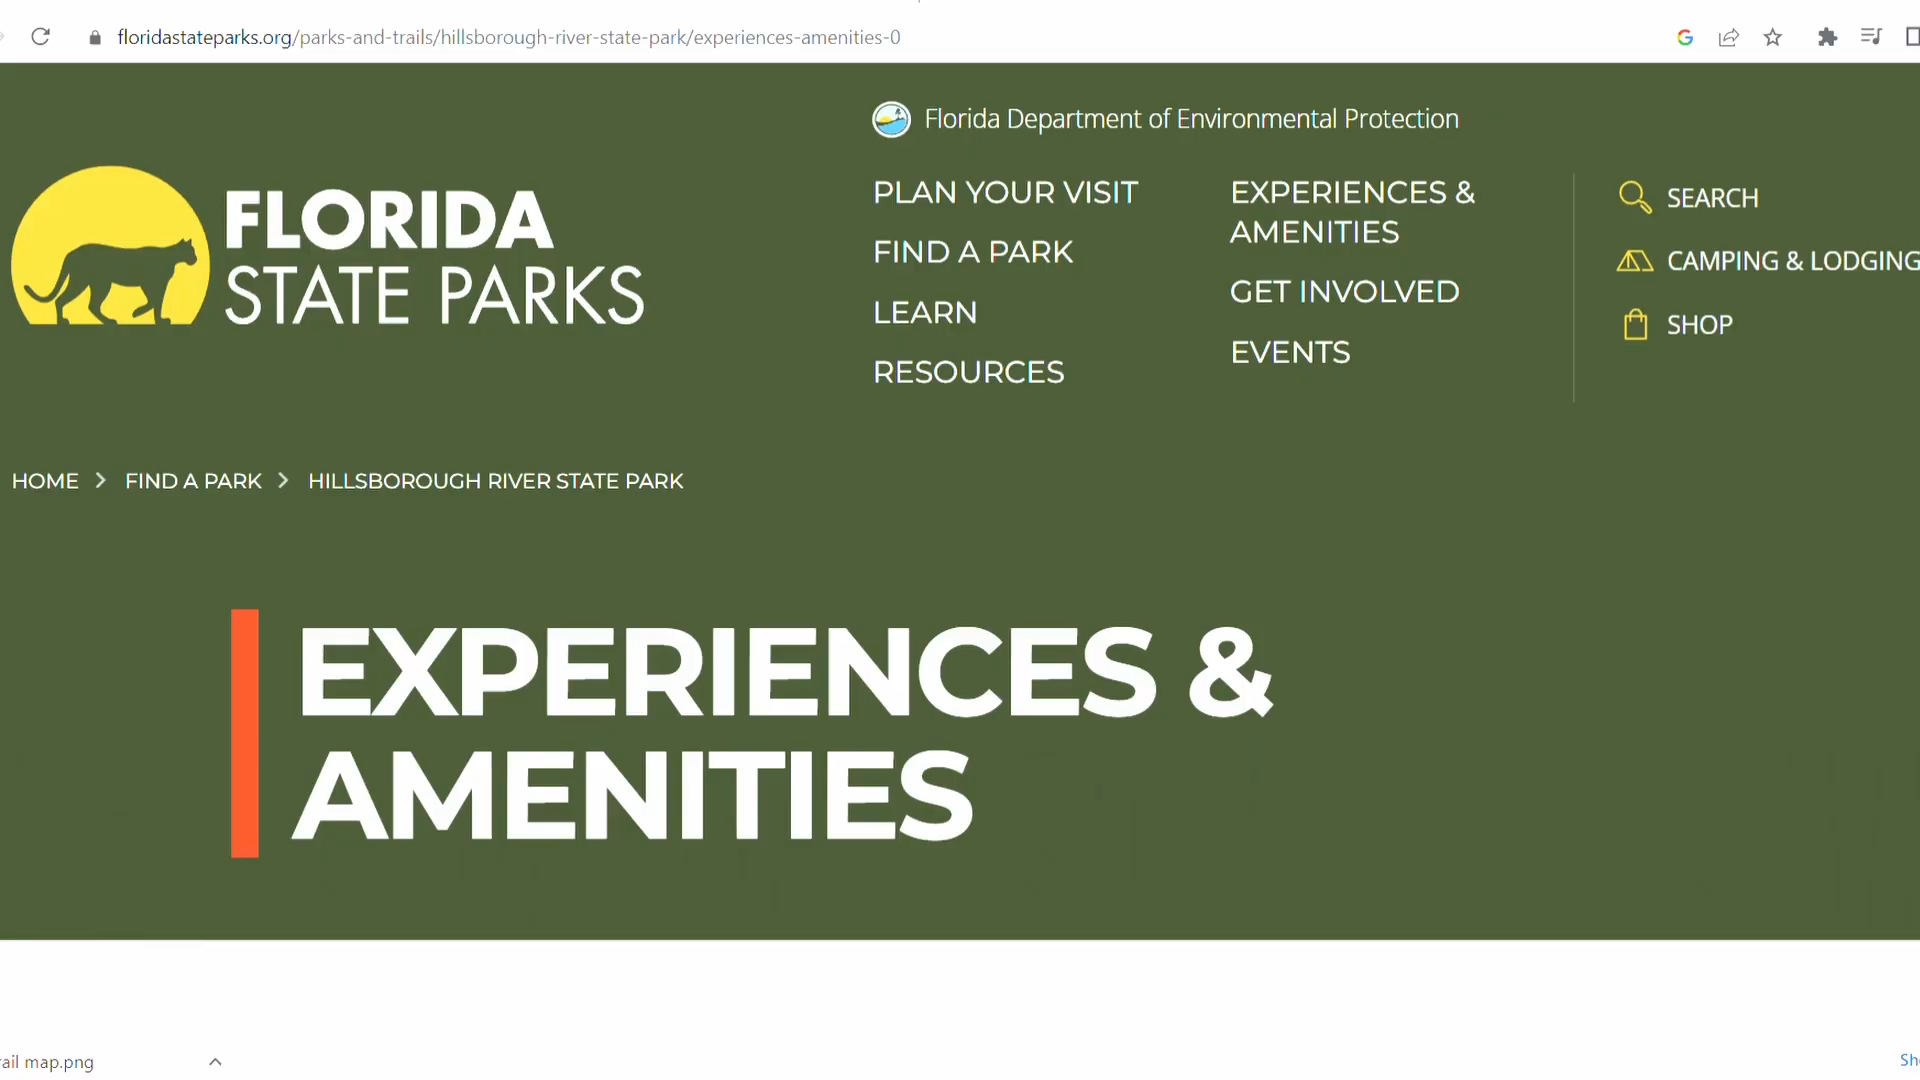 floridastateparks.org/parks-and-trails/hillsborough-river-state-park/experiences-amenities-0
Florida Department of Environmental Protection
FLORIDA
STATE PARKS
PLAN YOUR VISIT
FIND A PARK
LEARN
RESOURCES
EXPERIENCES &
AMENITIES
GET INVOLVED
EVENTS
SEARCH
CAMPING & LODGING
SHOP
HOME > FIND A PARK > HILLSBOROUGH RIVER STATE PARK
EXPERIENCES &
AMENITIES
ail map.png
Sh